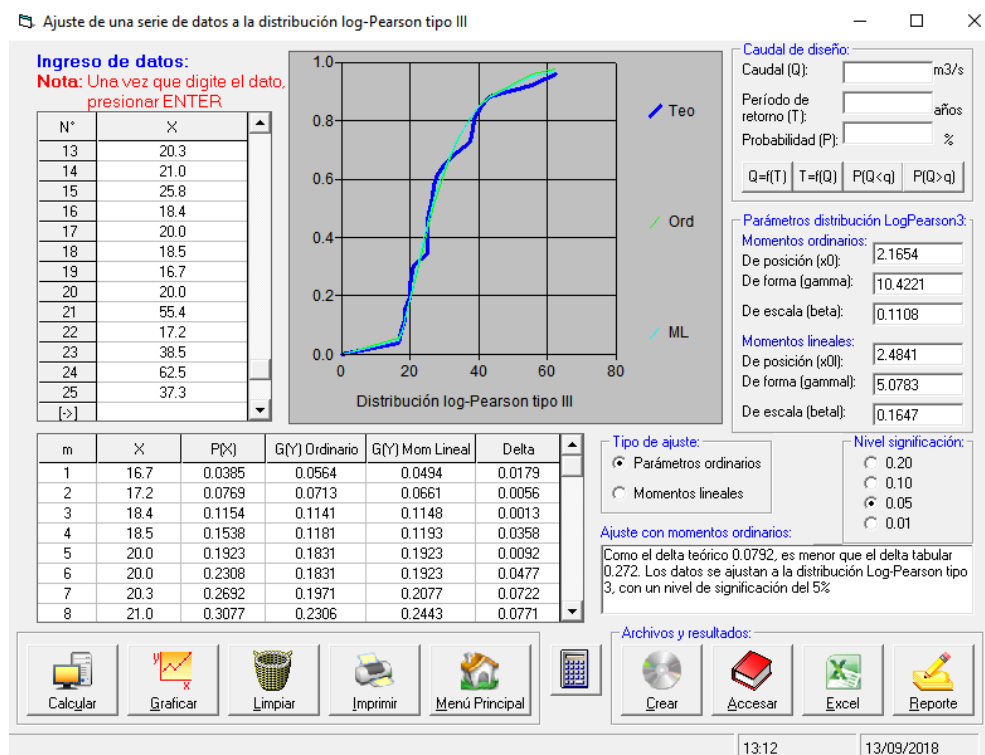 Ajuste de una serie de datos a la distribución log-Pearson tipo III
Ingreso de datos:
Nota: Una vez que digite el dato,
presionar ENTER
N° X
13 20.3
14 21.0
15 25.8
16 18.4
17 20.0
18 18.5
19 16.7
20 20.0
21 55.4
22 17.2
23 38.5
24 62.5
25 37.3
[->]
1.0
0.8
0.6
0.4
0.2
0.0
0 20 40 60 80
Distribución log-Pearson tipo III
Teo
Ord
ML
Caudal de diseño:
Caudal (Q): m3/s
Período de
retorno (T): años
Probabilidad (P): %
Q=f(T) T=f(Q) P(Q<q) P(Q>q)
Parámetros distribución LogPearson3:
Momentos ordinarios:
De posición (x0): 2.1654
De forma (gamma): 10.4221
De escala (beta): 0.1108
Momentos lineales:
De posición (x0l): 2.4841
De forma (gammal): 5.0783
De escala (betal): 0.1647
m X P(X) G(Y) Ordinario G(Y) Mom Lineal Delta
1 16.7 0.0385 0.0564 0.0494 0.0179
2 17.2 0.0769 0.0713 0.0661 0.0056
3 18.4 0.1154 0.1141 0.1148 0.0013
4 18.5 0.1538 0.1181 0.1193 0.0358
5 20.0 0.1923 0.1831 0.1923 0.0092
6 20.0 0.2308 0.1831 0.1923 0.0477
7 20.3 0.2692 0.1971 0.2077 0.0722
8 21.0 0.3077 0.2306 0.2443 0.0771
Tipo de ajuste:
Parámetros ordinarios
Momentos lineales
Nivel significación:
0.20
0.10
0.05
0.01
Ajuste con momentos ordinarios:
Como el delta teórico 0.0792, es menor que el delta tabular
0.272. Los datos se ajustan a la distribución Log-Pearson tipo
3, con un nivel de significación del 5%
Calcular Graficar Limpiar Imprimir Menú Principal
Archivos y resultados:
Crear Accesar Excel Reporte
13:12 13/09/2018